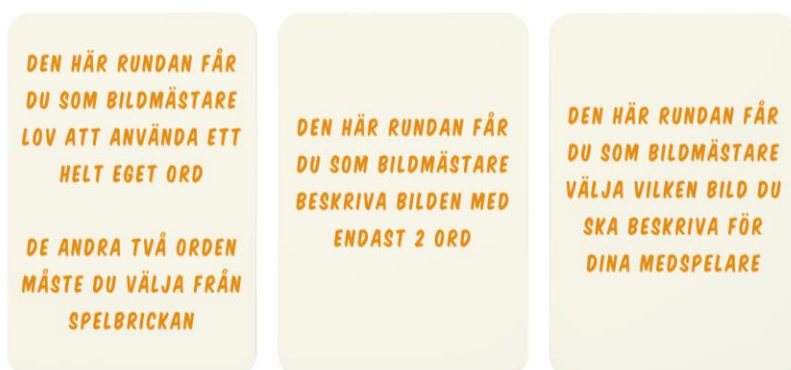 DEN HÄR RUNDAN FÅR
DU SOM BILDMÄSTARE
LOV ATT ANVÄNDA ETT
HELT EGET ORD
DE ANDRA TVÅ ORDEN
MÅSTE DU VÄLJA FRÅN
SPELBRICKAN
DEN HÄR RUNDAN FÅR
DU SOM BILDMÄSTARE
BESKRIVA BILDEN MED
ENDAST 2 ORD
DEN HÄR RUNDAN FÅR
DU SOM BILDMÄSTARE
VÄLJA VILKEN BILD DU
SKA BESKRIVA FÖR
DINA MEDSPELARE